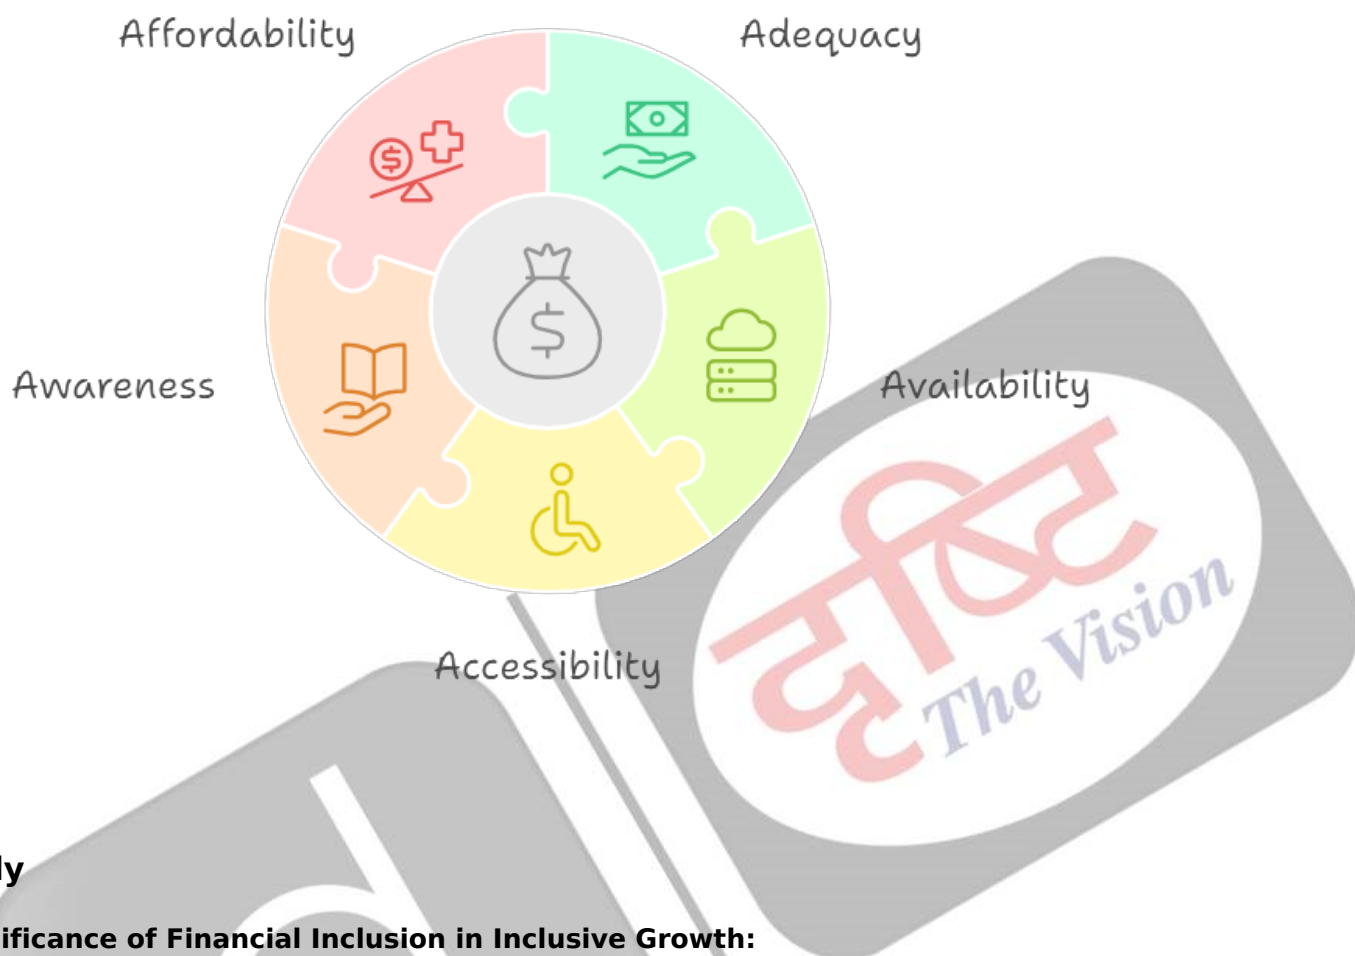 Affordability
Adequacy
Awareness
Availability
दृष्टि
The Vision
Accessibility
ly
ificance of Financial Inclusion in Inclusive Growth: